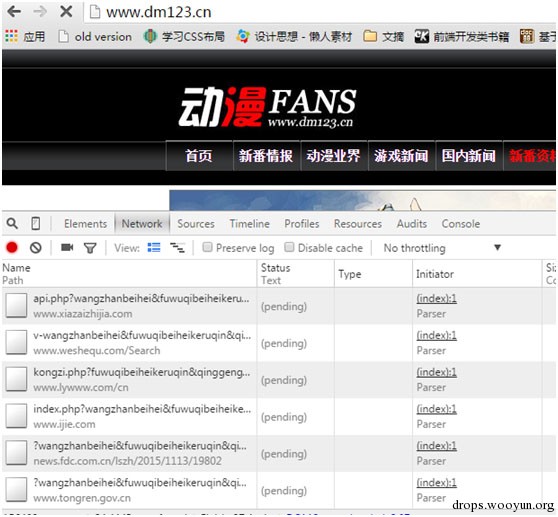 www.dm123.cn
应用 old version 学习CSS布局 设计思想 - 懒人素材 文摘 前端开发类书籍 基于
动漫FANS
www.dm123.cn
首页 新番情报 动漫业界 游戏新闻 国内新闻 新番资料
Elements Network Sources Timeline Profiles Resources Audits Console
View: Preserve log Disable cache No throttling
Name Status Type Initiator
Path Text Parser
api.php?wangzhanbeihei&fuwuqibeiheikeru... (index):1
www.xiazaizhijia.com (pending) Parser
v-wangzhanbeihei&fuwuqibeiheikeruqin&qi... (index):1
www.weshequ.com/Search (pending) Parser
kongzi.php?fuwuqibeiheikeruqin&qinggeng... (index):1
www.lywww.com/cn (pending) Parser
index.php?wangzhanbeihei&fuwuqibeiheike... (index):1
www.ijie.com (pending) Parser
?wangzhanbeihei&fuwuqibeiheikeruqin&qio... (index):1
news.fdc.com.cn/lszh/2015/1113/19802 (pending) Parser
?wangzhanbeihei&fuwuqibeiheikeruqin&qio... (index):1
www.tongren.gov.cn (pending) Parser
drops.wooyun.org